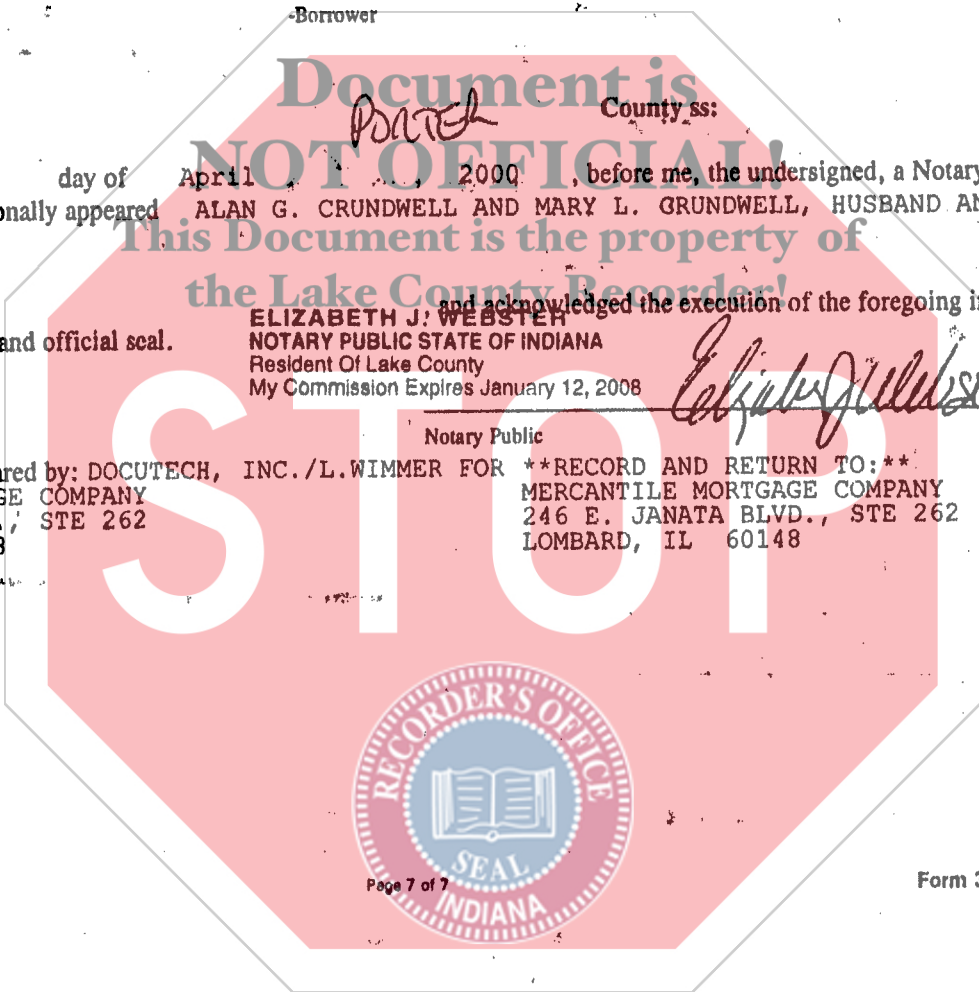 -Borrower
Document is
PORTER County ss:
NOT OFFICIAL!
day of April , , 2000 , before me, the undersigned, a Notary
onally appeared ALAN G. CRUNDWELL AND MARY L. GRUNDWELL, HUSBAND AN
This Document is the property of
the Lake County Recorder!
and acknowledged the execution of the foregoing in
ELIZABETH J. WEBSTER
and official seal. NOTARY PUBLIC STATE OF INDIANA
Resident Of Lake County
My Commission Expires January 12, 2008
Elizabeth J Webster
Notary Public
ared by: DOCUTECH, INC./L.WIMMER FOR **RECORD AND RETURN TO:**
GE COMPANY MERCANTILE MORTGAGE COMPANY
, STE 262 246 E. JANATA BLVD., STE 262
LOMBARD, IL 60148
STOP
RECORDER'S OFFICE
SEAL
INDIANA
Page 7 of 7 Form 3